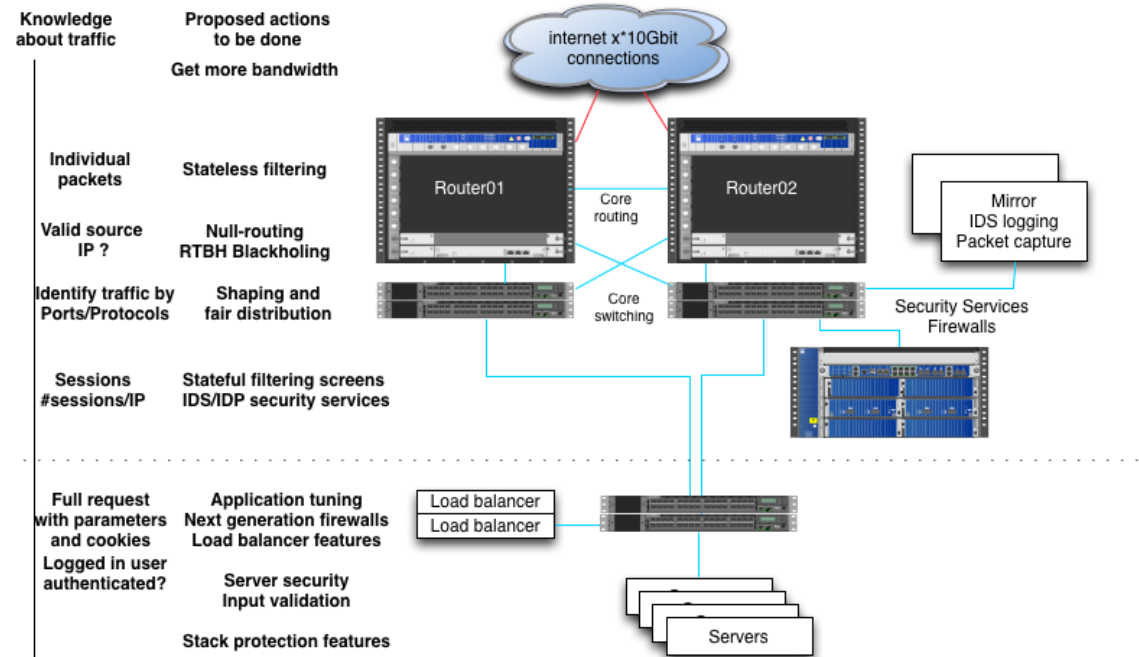 Knowledge
about traffic
Proposed actions
to be done
Get more bandwidth
internet x*10Gbit
connections
Individual
packets
Stateless filtering
Router01
Router02
Core
routing
Mirror
IDS logging
Packet capture
Valid source
IP ?
Null-routing
RTBH Blackholing
Identify traffic by
Ports/Protocols
Shaping and
fair distribution
Core
switching
Security Services
Firewalls
Sessions
#sessions/IP
Stateful filtering screens
IDS/IDP security services
Full request
with parameters
and cookies
Logged in user
authenticated?
Application tuning
Next generation firewalls
Load balancer features
Load balancer
Load balancer
Server security
Input validation
Stack protection features
Servers